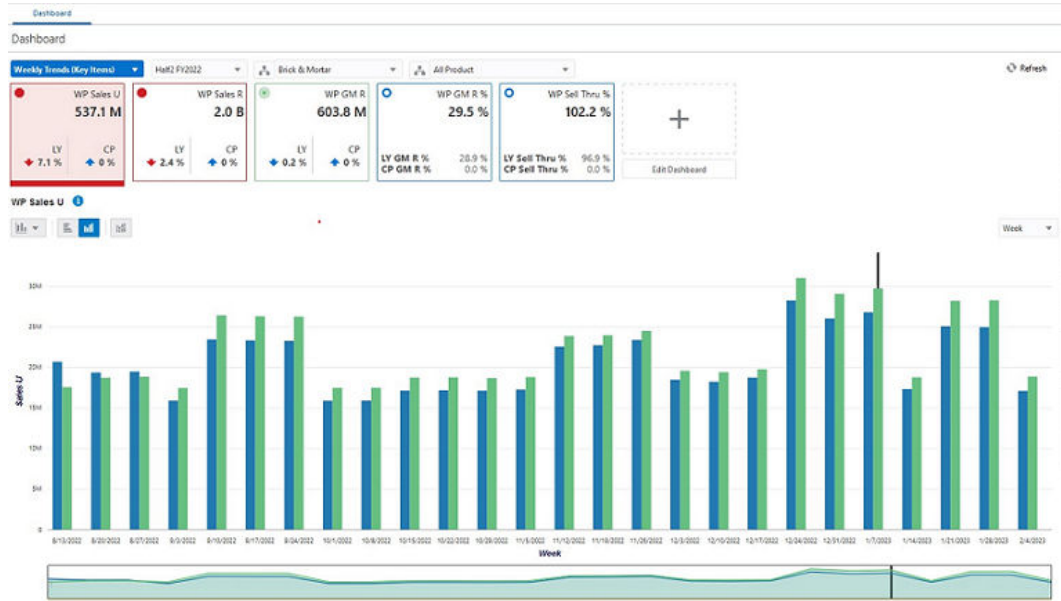 Dashboard
Dashboard
Weekly Trends (Key Items) Half2 FY2022 Brick & Mortar All Product Refresh
WP Sales U WP Sales R WP GM R WP GM R % WP Sell Thru %
537.1 M 2.0 B 603.8 M 29.5 % 102.2 %
LY CP LY CP LY CP LY GM R % 28.9 % LY Sell Thru % 96.9 %
7.1 % 0 % 2.4 % 0 % 0.2 % 0 % CP GM R % 0.0 % CP Sell Thru % 0.0 %
Edit Dashboard
WP Sales U
Week
30M
25M
20M
15M
10M
5M
0
Sales U
8/13/2022 8/20/2022 8/27/2022 9/3/2022 9/10/2022 9/17/2022 9/24/2022 10/1/2022 10/8/2022 10/15/2022 10/22/2022 10/29/2022 11/5/2022 11/12/2022 11/19/2022 11/26/2022 12/3/2022 12/10/2022 12/17/2022 12/24/2022 12/31/2022 1/7/2023 1/14/2023 1/21/2023 1/28/2023 2/4/2023
Week